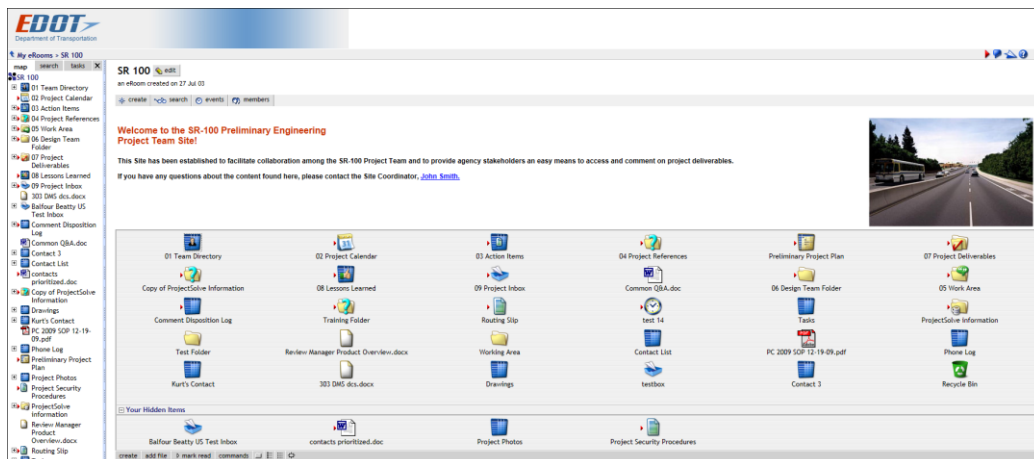 EDOT
Department of Transportation
My eRooms > SR 100
map search tasks X
SR 100
01 Team Directory
02 Project Calendar
03 Action Items
04 Project References
05 Work Area
06 Design Team
Folder
07 Project
Deliverables
08 Lessons Learned
09 Project Inbox
303 DMS dcs.docx
Balfour Beatty US
Test Inbox
Comment Disposition
Log
Common Q&A.doc
Contact 3
Contact List
contacts
prioritized.doc
Copy of ProjectSolve
Information
Drawings
Kurt's Contact
PC 2009 SOP 12-19-
09.pdf
Phone Log
Preliminary Project
Plan
Project Photos
Project Security
Procedures
ProjectSolve
Information
Review Manager
Product
Overview.docx
Routing Slip
SR 100 edit
an eRoom created on 27 Jul 03
create search events members
Welcome to the SR-100 Preliminary Engineering
Project Team Site!
This Site has been established to facilitate collaboration among the SR-100 Project Team and to provide agency stakeholders an easy means to access and comment on project deliverables.
If you have any questions about the content found here, please contact the Site Coordinator, John Smith.
01 Team Directory 02 Project Calendar 03 Action Items 04 Project References Preliminary Project Plan 07 Project Deliverables
Copy of ProjectSolve Information 08 Lessons Learned 09 Project Inbox Common Q&A.doc 06 Design Team Folder 05 Work Area
Comment Disposition Log Training Folder Routing Slip test 14 Tasks ProjectSolve Information
Test Folder Review Manager Product Overview.docx Working Area Contact List PC 2009 SOP 12-19-09.pdf Phone Log
Kurt's Contact 303 DMS dcs.docx Drawings testbox Contact 3 Recycle Bin
Your Hidden Items
Balfour Beatty US Test Inbox contacts prioritized.doc Project Photos Project Security Procedures
create add file mark read commands